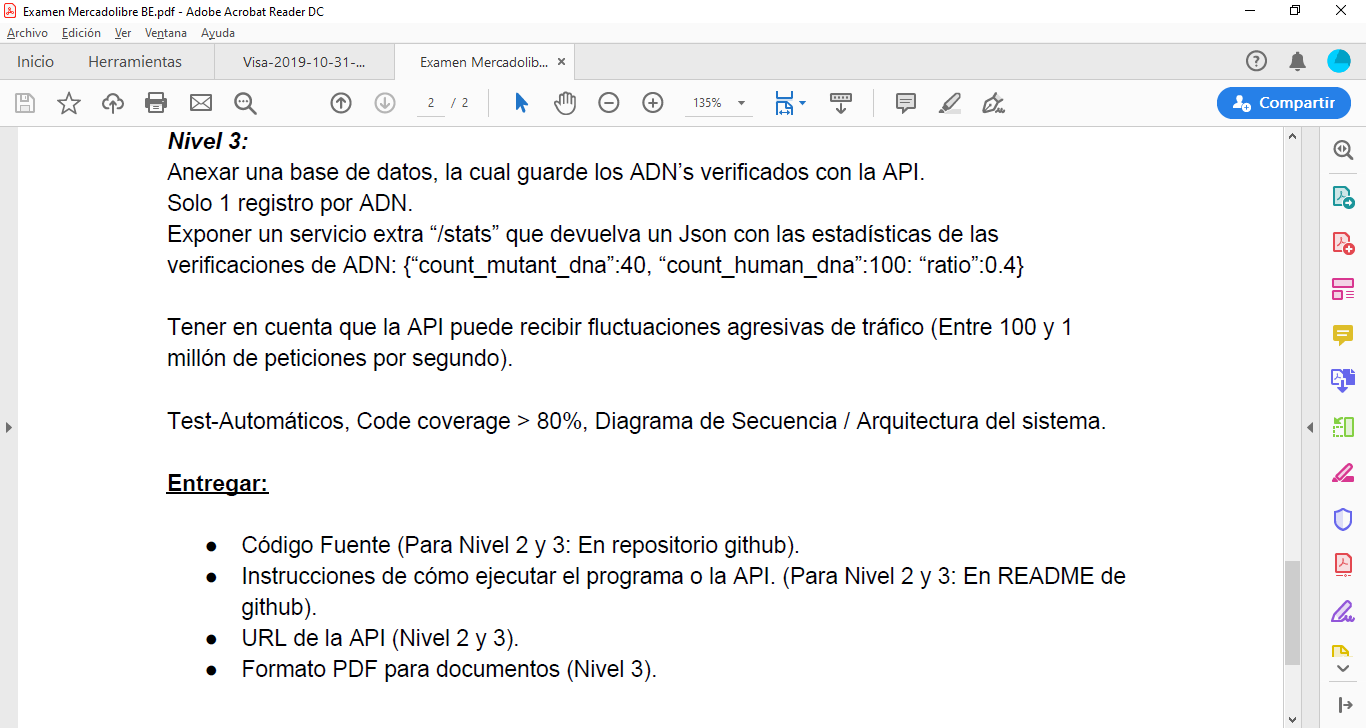 Examen Mercadolibre BE.pdf - Adobe Acrobat Reader DC
Archivo Edición Ver Ventana Ayuda
Inicio Herramientas Visa-2019-10-31-... Examen Mercadolib... ×
2 / 2 135% Compartir
Nivel 3:
Anexar una base de datos, la cual guarde los ADN’s verificados con la API.
Solo 1 registro por ADN.
Exponer un servicio extra “/stats” que devuelva un Json con las estadísticas de las
verificaciones de ADN: {“count_mutant_dna”:40, “count_human_dna”:100: “ratio”:0.4}
Tener en cuenta que la API puede recibir fluctuaciones agresivas de tráfico (Entre 100 y 1
millón de peticiones por segundo).
Test-Automáticos, Code coverage > 80%, Diagrama de Secuencia / Arquitectura del sistema.
Entregar:
● Código Fuente (Para Nivel 2 y 3: En repositorio github).
● Instrucciones de cómo ejecutar el programa o la API. (Para Nivel 2 y 3: En README de
github).
● URL de la API (Nivel 2 y 3).
● Formato PDF para documentos (Nivel 3).